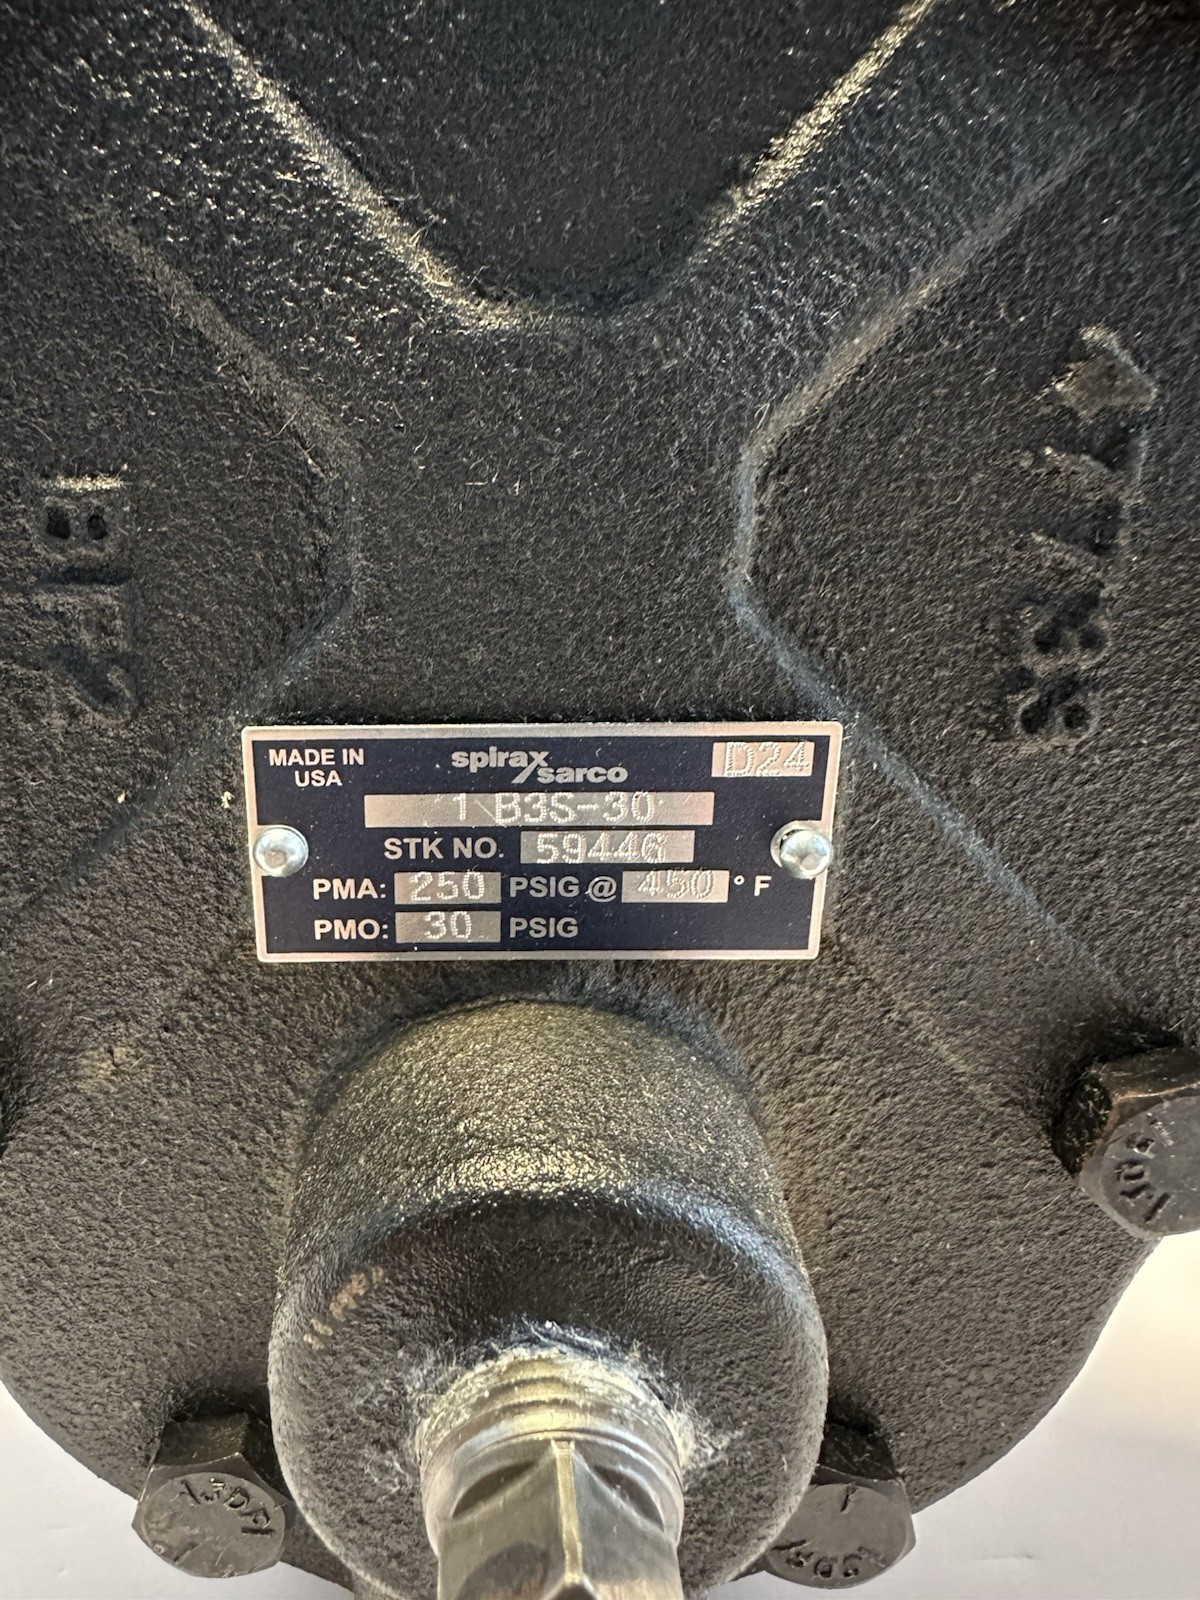 MADE IN
USA
spirax
sarco
D24
1 B3S-30
STK NO. 59446
PMA: 250 PSIG @ 450 ° F
PMO: 30 PSIG